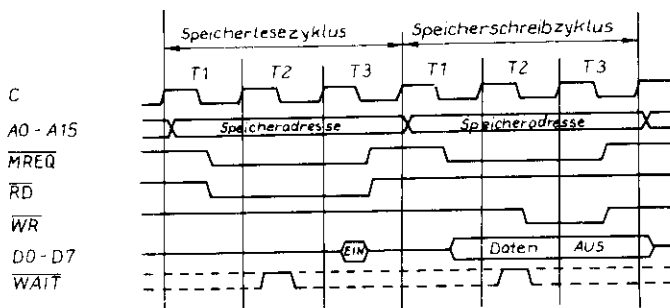 Speicherlesezyklus Speicherschreibzyklus
T1 T2 T3 T1 T2 T3
C
A0 - A15 Speicheradresse Speicheradresse
MREQ
RD
WR
D0 - D7 EIN Daten AUS
WAIT